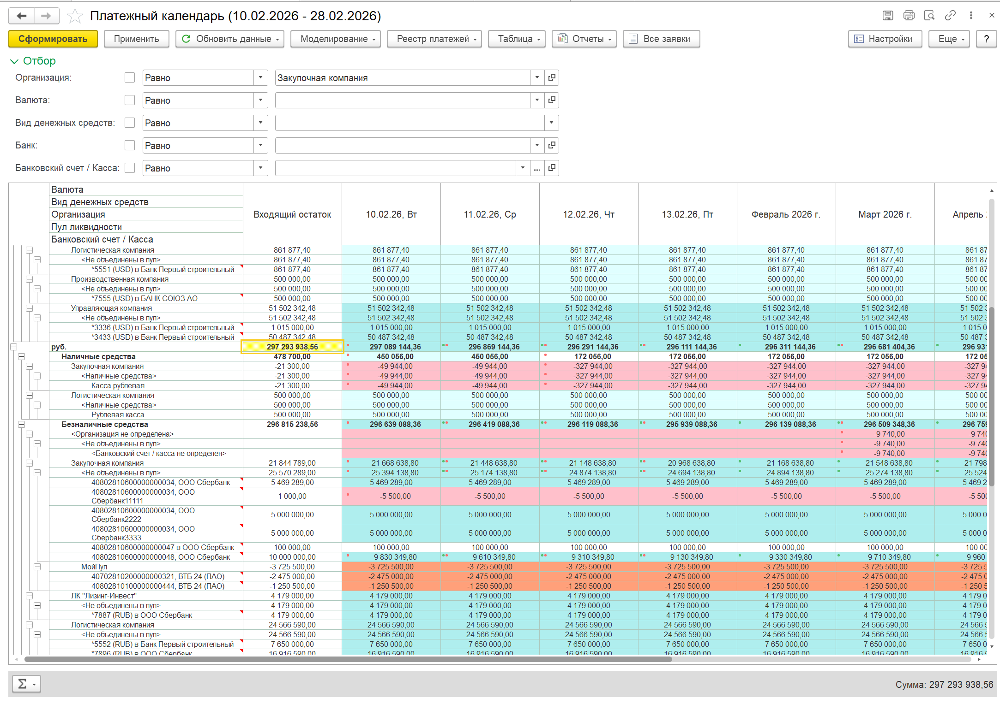 Платежный календарь (10.02.2026 - 28.02.2026)
Сформировать Применить Обновить данные Моделирование Реестр платежей Таблица Отчеты Все заявки Настройки Еще ?
Отбор
Организация: Равно Закупочная компания
Валюта: Равно
Вид денежных средств: Равно
Банк: Равно
Банковский счет / Касса: Равно ...
Валюта
Вид денежных средств
Организация
Пул ликвидности
Банковский счет / Касса
Входящий остаток 10.02.26, Вт 11.02.26, Ср 12.02.26, Чт 13.02.26, Пт Февраль 2026 г. Март 2026 г. Апрель 2
Логистическая компания 861 877,40 861 877,40 861 877,40 861 877,40 861 877,40 861 877,40 861 877,40 861 87
<Не объединены в пул> 861 877,40 861 877,40 861 877,40 861 877,40 861 877,40 861 877,40 861 877,40 861 87
*5551 (USD) в Банк Первый строительный 861 877,40 861 877,40 861 877,40 861 877,40 861 877,40 861 877,40 861 877,40 861 87
Производственная компания 500 000,00 500 000,00 500 000,00 500 000,00 500 000,00 500 000,00 500 000,00 500 00
<Не объединены в пул> 500 000,00 500 000,00 500 000,00 500 000,00 500 000,00 500 000,00 500 000,00 500 00
*7555 (USD) в БАНК СОЮЗ АО 500 000,00 500 000,00 500 000,00 500 000,00 500 000,00 500 000,00 500 000,00 500 00
Управляющая компания 51 502 342,48 51 502 342,48 51 502 342,48 51 502 342,48 51 502 342,48 51 502 342,48 51 502 342,48 51 502
<Не объединены в пул> 51 502 342,48 51 502 342,48 51 502 342,48 51 502 342,48 51 502 342,48 51 502 342,48 51 502 342,48 51 502
*3336 (USD) в Банк Первый строительный 1 015 000,00 1 015 000,00 1 015 000,00 1 015 000,00 1 015 000,00 1 015 000,00 1 015 000,00 1 015 0
*3433 (USD) в Банк Первый строительный 50 487 342,48 50 487 342,48 50 487 342,48 50 487 342,48 50 487 342,48 50 487 342,48 50 487 342,48 50 487
руб. 297 293 938,56 297 089 144,36 296 869 144,36 296 291 144,36 296 111 144,36 296 311 144,36 296 681 404,36 296 931
Наличные средства 478 700,00 450 056,00 450 056,00 172 056,00 172 056,00 172 056,00 172 056,00 172 05
Закупочная компания -21 300,00 -49 944,00 -49 944,00 -327 944,00 -327 944,00 -327 944,00 -327 944,00 -327 94
<Наличные средства> -21 300,00 -49 944,00 -49 944,00 -327 944,00 -327 944,00 -327 944,00 -327 944,00 -327 94
Касса рублевая -21 300,00 -49 944,00 -49 944,00 -327 944,00 -327 944,00 -327 944,00 -327 944,00 -327 94
Логистическая компания 500 000,00 500 000,00 500 000,00 500 000,00 500 000,00 500 000,00 500 000,00 500 00
<Наличные средства> 500 000,00 500 000,00 500 000,00 500 000,00 500 000,00 500 000,00 500 000,00 500 00
Рублевая касса 500 000,00 500 000,00 500 000,00 500 000,00 500 000,00 500 000,00 500 000,00 500 00
Безналичные средства 296 815 238,56 296 639 088,36 296 419 088,36 296 119 088,36 295 939 088,36 296 139 088,36 296 509 348,36 296 759
<Организация не определена> -9 740,00 -9 740
<Не объединены в пул> -9 740,00 -9 740
<Банковский счет / касса не определен> -9 740,00 -9 740
Закупочная компания 21 844 789,00 21 668 638,80 21 448 638,80 21 148 638,80 20 968 638,80 21 168 638,80 21 548 638,80 21 798
<Не объединены в пул> 25 570 289,00 25 394 138,80 25 174 138,80 24 874 138,80 24 694 138,80 24 894 138,80 25 274 138,80 25 524
40802810600000000034, ООО Сбербанк 5 469 289,00 5 469 289,00 5 469 289,00 5 469 289,00 5 469 289,00 5 469 289,00 5 469 289,00 5 469 2
40802810600000000034, ООО
Сбербанк11111 1 000,00 -5 500,00 -5 500,00 -5 500,00 -5 500,00 -5 500,00 -5 500,00 -5 500
40802810600000000034, ООО
Сбербанк2222 5 000 000,00 5 000 000,00 5 000 000,00 5 000 000,00 5 000 000,00 5 000 000,00 5 000 000,00 5 000 0
40802810600000000034, ООО
Сбербанк3333 5 000 000,00 5 000 000,00 5 000 000,00 5 000 000,00 5 000 000,00 5 000 000,00 5 000 000,00 5 000 0
40802810600000000047 в ООО Сбербанк 100 000,00 100 000,00 100 000,00 100 000,00 100 000,00 100 000,00 100 000,00 100 00
40802810600000000048, ООО Сбербанк 10 000 000,00 9 830 349,80 9 610 349,80 9 310 349,80 9 130 349,80 9 330 349,80 9 710 349,80 9 960
МойПул -3 725 500,00 -3 725 500,00 -3 725 500,00 -3 725 500,00 -3 725 500,00 -3 725 500,00 -3 725 500,00 -3 725 5
40702810200000000321, ВТБ 24 (ПАО) -2 475 000,00 -2 475 000,00 -2 475 000,00 -2 475 000,00 -2 475 000,00 -2 475 000,00 -2 475 000,00 -2 475 0
40802810100000000444, ВТБ 24 (ПАО) -1 250 500,00 -1 250 500,00 -1 250 500,00 -1 250 500,00 -1 250 500,00 -1 250 500,00 -1 250 500,00 -1 250 5
ЛК "Лизинг-Инвест" 4 179 000,00 4 179 000,00 4 179 000,00 4 179 000,00 4 179 000,00 4 179 000,00 4 179 000,00 4 179 0
<Не объединены в пул> 4 179 000,00 4 179 000,00 4 179 000,00 4 179 000,00 4 179 000,00 4 179 000,00 4 179 000,00 4 179 0
*7887 (RUB) в ООО Сбербанк 4 179 000,00 4 179 000,00 4 179 000,00 4 179 000,00 4 179 000,00 4 179 000,00 4 179 000,00 4 179 0
Логистическая компания 24 566 590,00 24 566 590,00 24 566 590,00 24 566 590,00 24 566 590,00 24 566 590,00 24 566 590,00 24 566
<Не объединены в пул> 24 566 590,00 24 566 590,00 24 566 590,00 24 566 590,00 24 566 590,00 24 566 590,00 24 566 590,00 24 566
*5552 (RUB) в Банк Первый строительный 7 650 000,00 7 650 000,00 7 650 000,00 7 650 000,00 7 650 000,00 7 650 000,00 7 650 000,00 7 650 0
*7896 (RUB) в ООО Сбербанк 16 916 590,00 16 916 590,00 16 916 590,00 16 916 590,00 16 916 590,00 16 916 590,00 16 916 590,00 16 916
Σ Сумма: 297 293 938,56